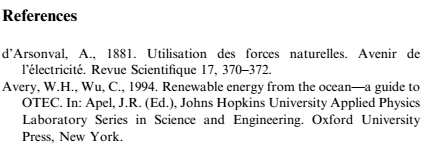 References
d'Arsonval, A., 1881. Utilisation des forces naturelles. Avenir de
l'électricité. Revue Scientifique 17, 370–372.
Avery, W.H., Wu, C., 1994. Renewable energy from the ocean—a guide to
OTEC. In: Apel, J.R. (Ed.), Johns Hopkins University Applied Physics
Laboratory Series in Science and Engineering. Oxford University
Press, New York.